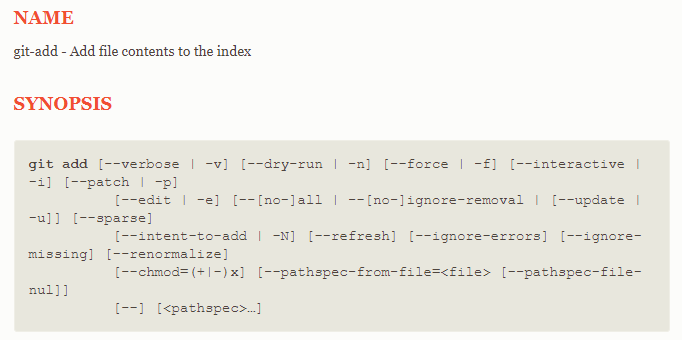 NAME
git-add - Add file contents to the index
SYNOPSIS
git add [--verbose | -v] [--dry-run | -n] [--force | -f] [--interactive |
-i] [--patch | -p]
[--edit | -e] [--[no-]all | --[no-]ignore-removal | [--update |
-u]] [--sparse]
[--intent-to-add | -N] [--refresh] [--ignore-errors] [--ignore-
missing] [--renormalize]
[--chmod=(+|-)x] [--pathspec-from-file=<file> [--pathspec-file-
nul]]
[--] [<pathspec>…]